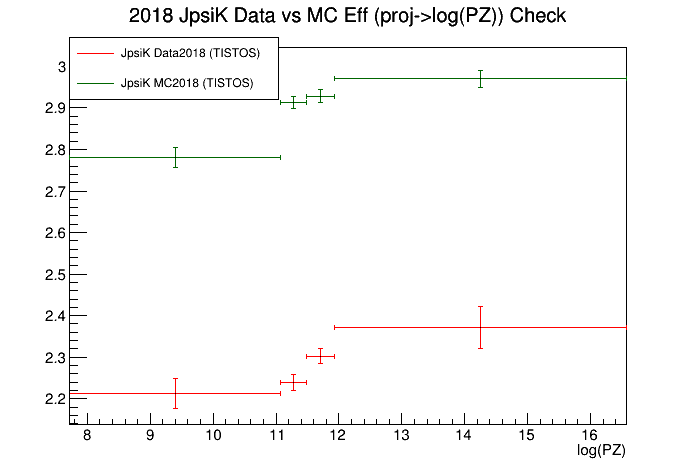 2018 JpsiK Data vs MC Eff (proj->log(PZ)) Check
JpsiK Data2018 (TISTOS)
JpsiK MC2018 (TISTOS)
3
2.9
2.8
2.7
2.6
2.5
2.4
2.3
2.2
8 9 10 11 12 13 14 15 16
log(PZ)